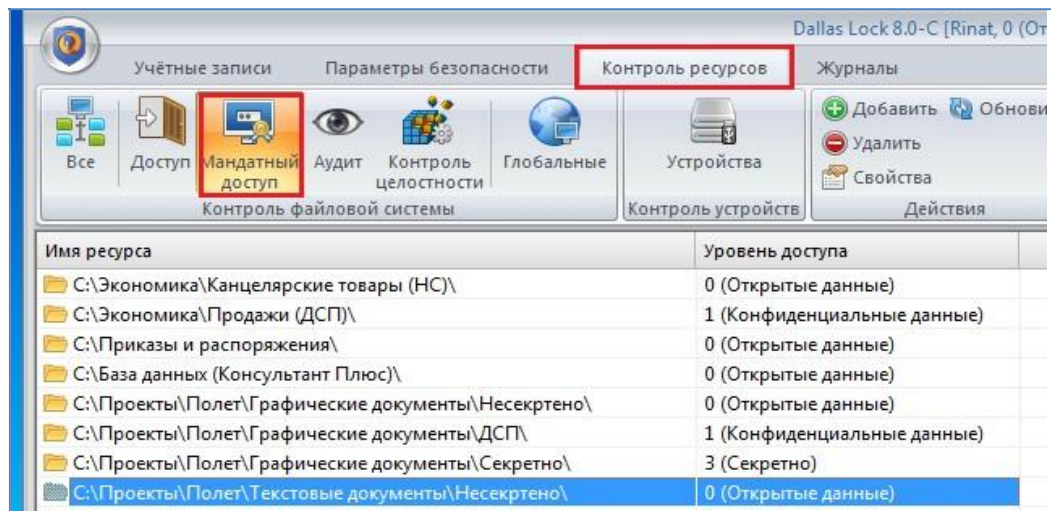 Dallas Lock 8.0-C [Rinat, 0 (От
Учётные записи Параметры безопасности Контроль ресурсов Журналы
Все Доступ Мандатный доступ Аудит Контроль целостности Глобальные Устройства
Добавить Обнови
Удалить
Свойства
Контроль файловой системы Контроль устройств Действия
Имя ресурса Уровень доступа
C:\Экономика\Канцелярские товары (НС)\ 0 (Открытые данные)
C:\Экономика\Продажи (ДСП)\ 1 (Конфиденциальные данные)
C:\Приказы и распоряжения\ 0 (Открытые данные)
C:\База данных (Консультант Плюс)\ 0 (Открытые данные)
C:\Проекты\Полет\Графические документы\Несекртено\ 0 (Открытые данные)
C:\Проекты\Полет\Графические документы\ДСП\ 1 (Конфиденциальные данные)
C:\Проекты\Полет\Графические документы\Секретно\ 3 (Секретно)
C:\Проекты\Полет\Текстовые документы\Несекртено\ 0 (Открытые данные)